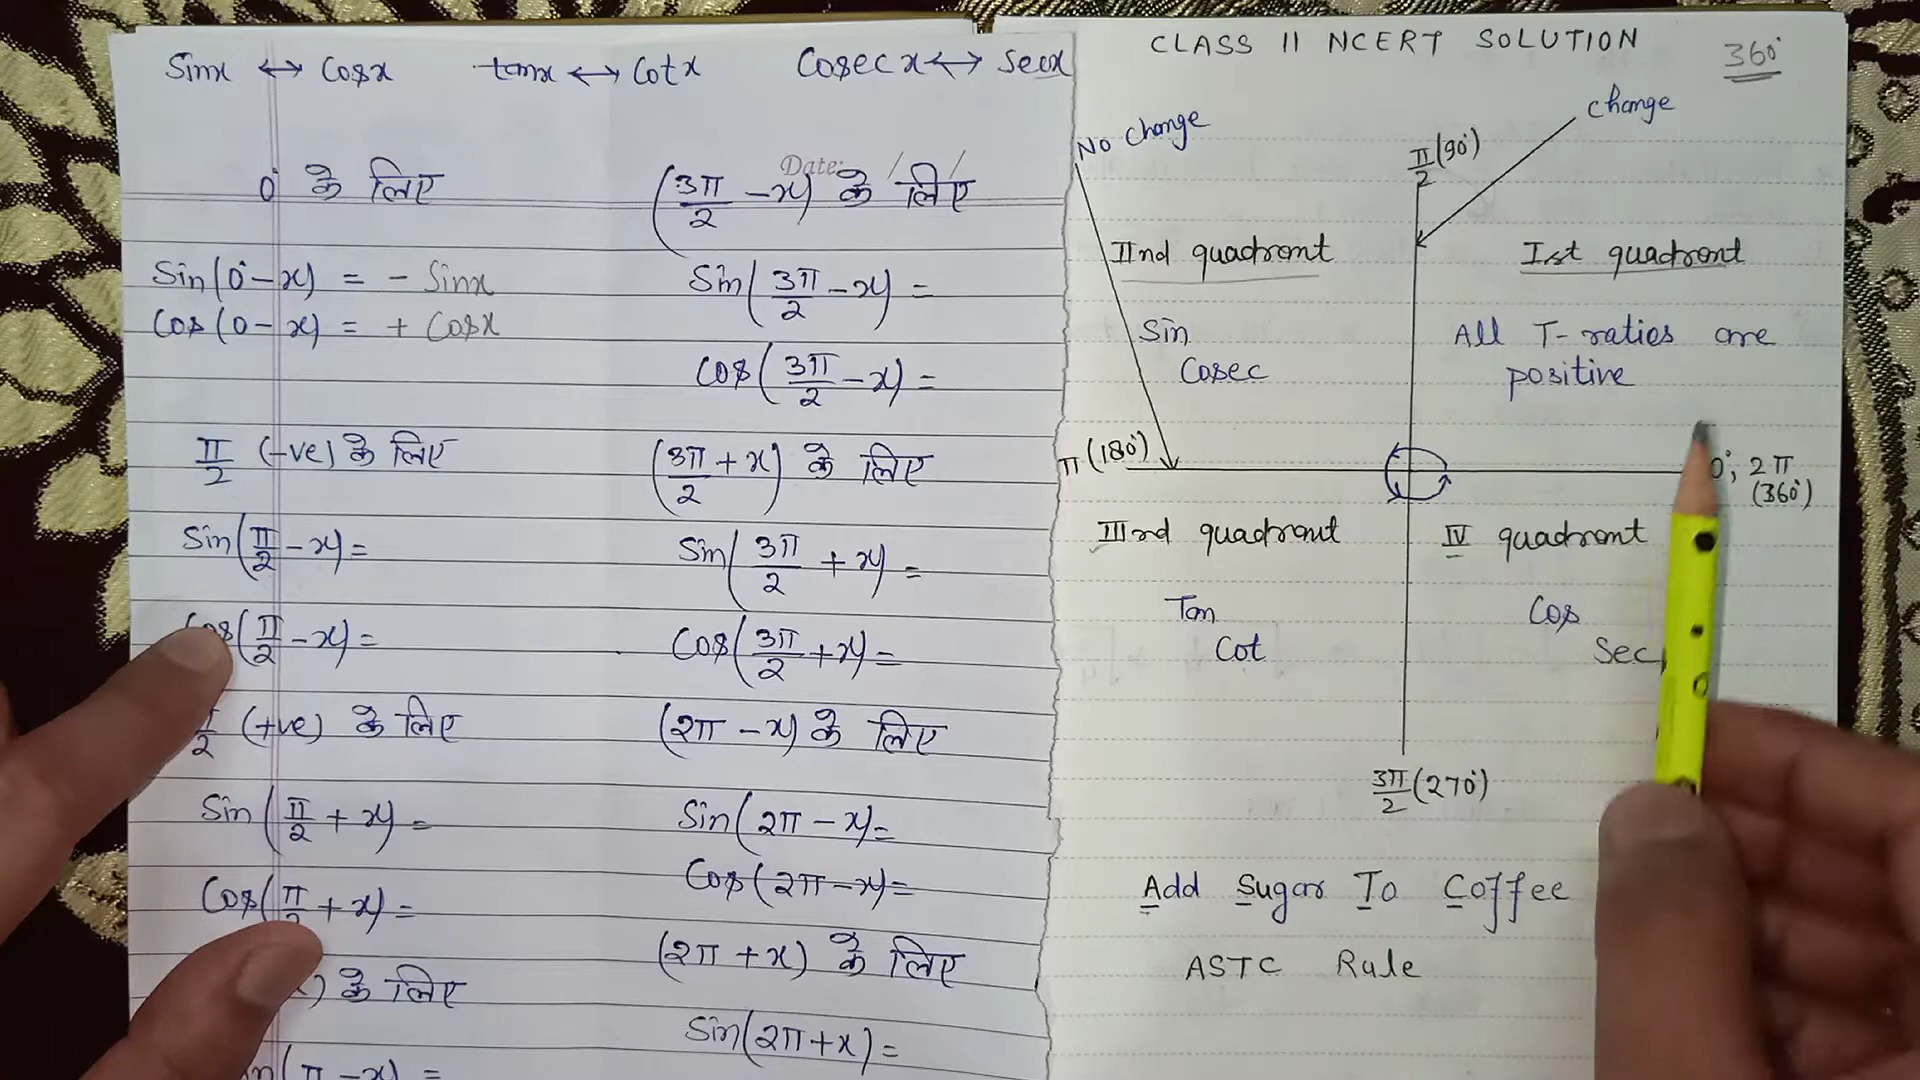 Sinx ↔ Cosx tanx ↔ Cotx Cosec x ↔ Secx
0° के लिए
Sin(0°-x) = - Sinx
Cos(0-x) = + Cosx
π/2 (-ve) के लिए
Sin(π/2 - x) =
Cos(π/2 - x) =
(+ve) के लिए
Sin(π/2 + x) =
Cos(π/2 + x) =
के लिए
(π - x) =
Date:
(3π/2 - x) के लिए
Sin(3π/2 - x) =
Cos(3π/2 - x) =
(3π/2 + x) के लिए
Sin(3π/2 + x) =
Cos(3π/2 + x) =
(2π - x) के लिए
Sin(2π - x) =
Cos(2π - x) =
(2π + x) के लिए
Sin(2π + x) =
CLASS 11 NCERT SOLUTION
360°
change
No change
π/2 (90°)
IInd quadrant
Ist quadrant
Sin
Cosec
All T-ratios are
positive
π (180°)
0°, 2π
(360°)
IIIrd quadrant
IV quadrant
Tan
Cot
Cos
Sec
3π/2 (270°)
Add Sugar To Coffee
ASTC Rule